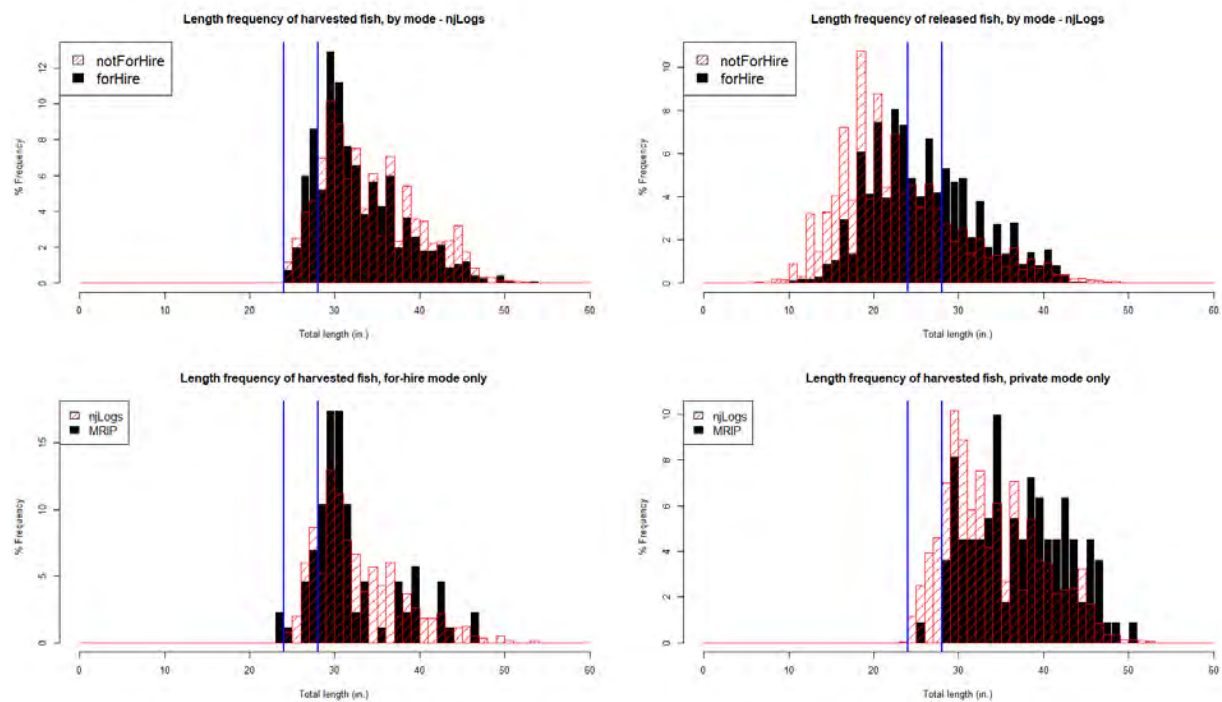 Length frequency of harvested fish, by mode - njLogs
notForHire
forHire
% Frequency
12
10
8
6
4
2
0
0 10 20 30 40 50 60
Total length (in.)
Length frequency of released fish, by mode - njLogs
notForHire
forHire
% Frequency
10
8
6
4
2
0
0 10 20 30 40 50 60
Total length (in.)
Length frequency of harvested fish, for-hire mode only
njLogs
MRIP
% Frequency
15
10
5
0
0 10 20 30 40 50 60
Total length (in.)
Length frequency of harvested fish, private mode only
njLogs
MRIP
% Frequency
10
8
6
4
2
0
0 10 20 30 40 50 60
Total length (in.)